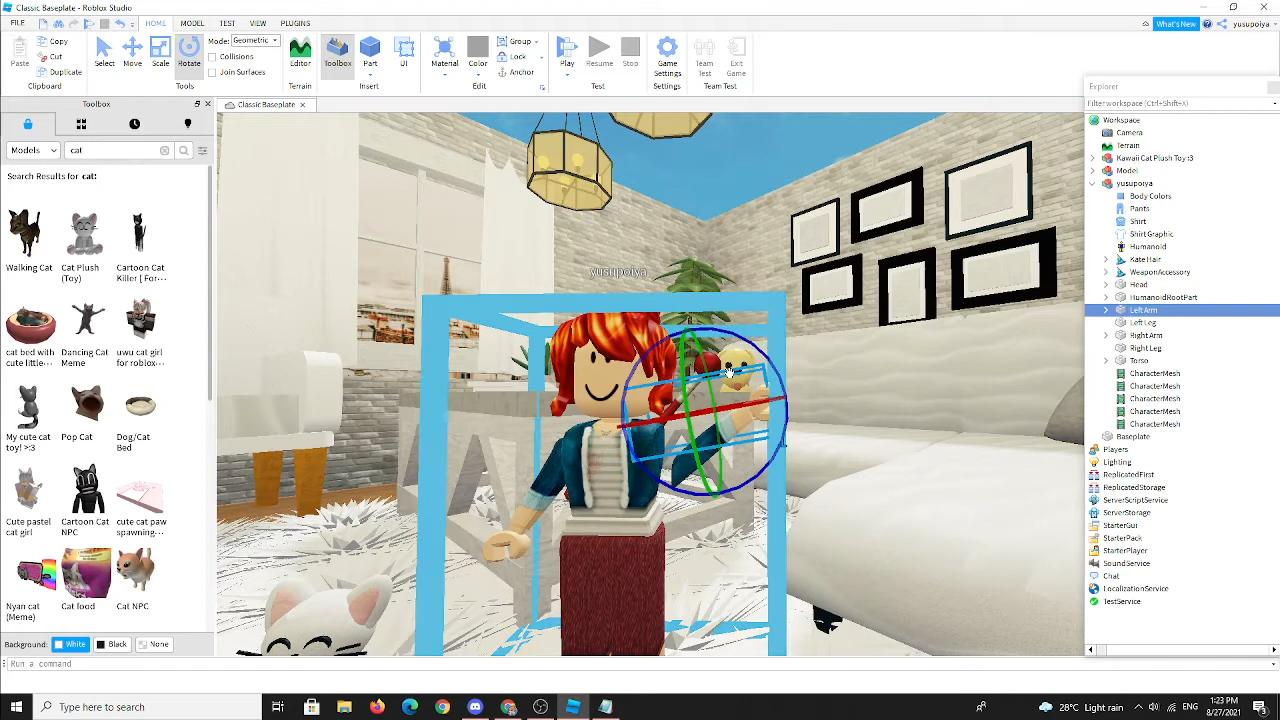 Classic Baseplate - Roblox Studio
FILE
HOME
MODEL
TEST
VIEW
PLUGINS
What's New
yusupoiya
Paste
Copy
Cut
Duplicate
Clipboard
Select
Move
Scale
Rotate
Mode: Geometric
Collisions
Join Surfaces
Tools
Editor
Terrain
Toolbox
Part
UI
Insert
Material
Color
Group
Lock
Anchor
Edit
Play
Resume
Stop
Test
Game
Settings
Settings
Team
Test
Exit
Game
Team Test
Toolbox
ClassicBaseplate
Models
cat
Search Results for cat:
Walking Cat
Cat Plush
(Toy)
Cartoon Cat
Killer [ For...
cat bed with
cute kittens
Dancing Cat
Meme
uwu cat girl
for roblox...
My cute cat
toy! >:3
Pop Cat
Dog/Cat
Bed
Cute pastel
cat girl
Cartoon Cat
NPC
cute cat paw
spawning...
Nyan cat
(Meme)
Cat food
Cat NPC
Background:
White
Black
None
Run a command
yusupoiya
Explorer
Filter workspace (Ctrl+Shift+X)
Workspace
Camera
Terrain
Kawaii Cat Plush Toy :3
Model
yusupoiya
Body Colors
Pants
Shirt
Shirt Graphic
Humanoid
Kate Hair
WeaponAccessory
Head
HumanoidRootPart
Left Arm
Left Leg
Right Arm
Right Leg
Torso
CharacterMesh
CharacterMesh
CharacterMesh
CharacterMesh
CharacterMesh
Baseplate
Players
Lighting
ReplicatedFirst
ReplicatedStorage
ServerScriptService
ServerStorage
StarterGui
StarterPack
StarterPlayer
SoundService
Chat
LocalizationService
TestService
Type here to search
28°C Light rain
ENG
1:23 PM
8/27/2021